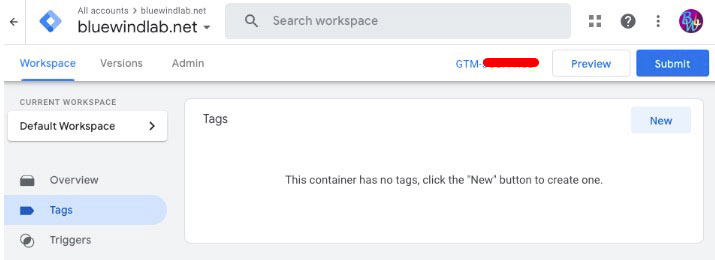 All accounts > bluewindlab.net
bluewindlab.net
Search workspace
Workspace Versions Admin
GTM-
Preview
Submit
CURRENT WORKSPACE
Default Workspace
Tags
New
This container has no tags, click the "New" button to create one.
Overview
Tags
Triggers